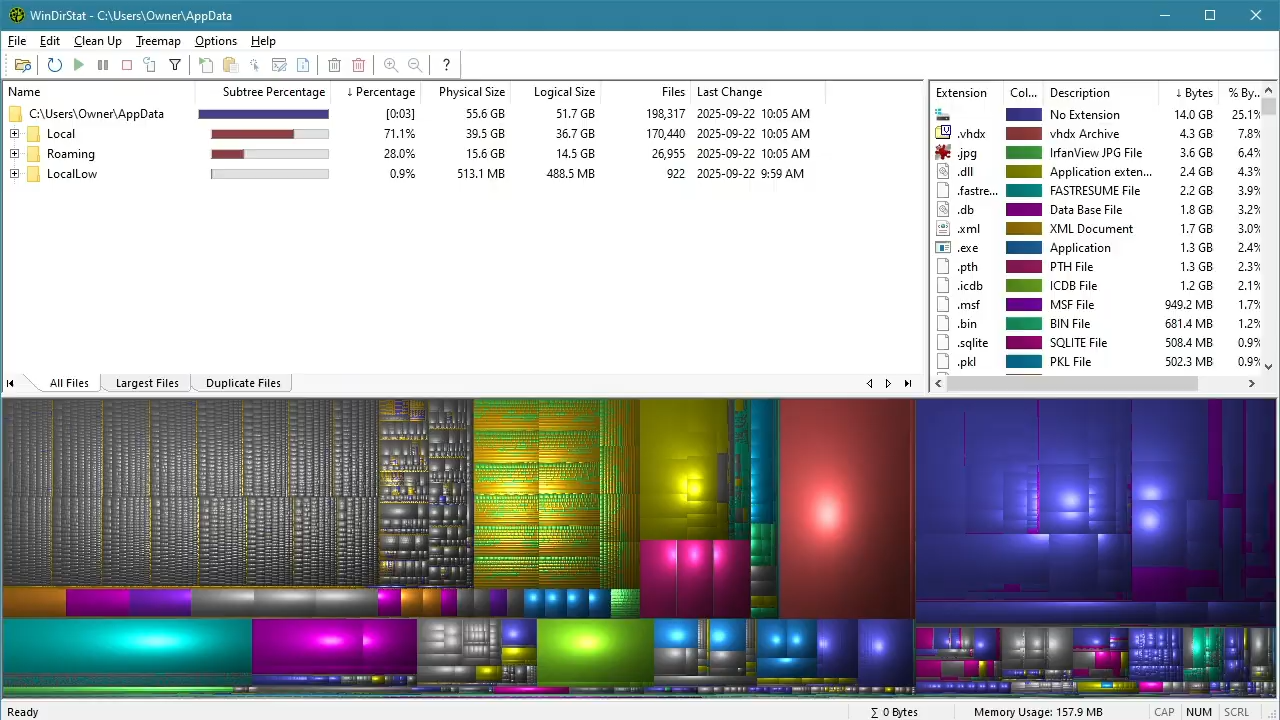 WinDirStat - C:\Users\Owner\AppData
File Edit Clean Up Treemap Options Help
Name Subtree Percentage ↓ Percentage Physical Size Logical Size Files Last Change
C:\Users\Owner\AppData [0:03] 55.6 GB 51.7 GB 198,317 2025-09-22 10:05 AM
Local 71.1% 39.5 GB 36.7 GB 170,440 2025-09-22 10:05 AM
Roaming 28.0% 15.6 GB 14.5 GB 26,955 2025-09-22 10:05 AM
LocalLow 0.9% 513.1 MB 488.5 MB 922 2025-09-22 9:59 AM
All Files Largest Files Duplicate Files
Extension Col... Description ↓ Bytes % By...
No Extension 14.0 GB 25.1%
.vhdx vhdx Archive 4.3 GB 7.8%
.jpg IrfanView JPG File 3.6 GB 6.4%
.dll Application exten... 2.4 GB 4.3%
.fastre... FASTRESUME File 2.2 GB 3.9%
.db Data Base File 1.8 GB 3.2%
.xml XML Document 1.7 GB 3.0%
.exe Application 1.3 GB 2.4%
.pth PTH File 1.3 GB 2.3%
.icdb ICDB File 1.2 GB 2.1%
.msf MSF File 949.2 MB 1.7%
.bin BIN File 681.4 MB 1.2%
.sqlite SQLITE File 508.4 MB 0.9%
.pkl PKL File 502.3 MB 0.9%
Ready ∑ 0 Bytes Memory Usage: 157.9 MB CAP NUM SCRL